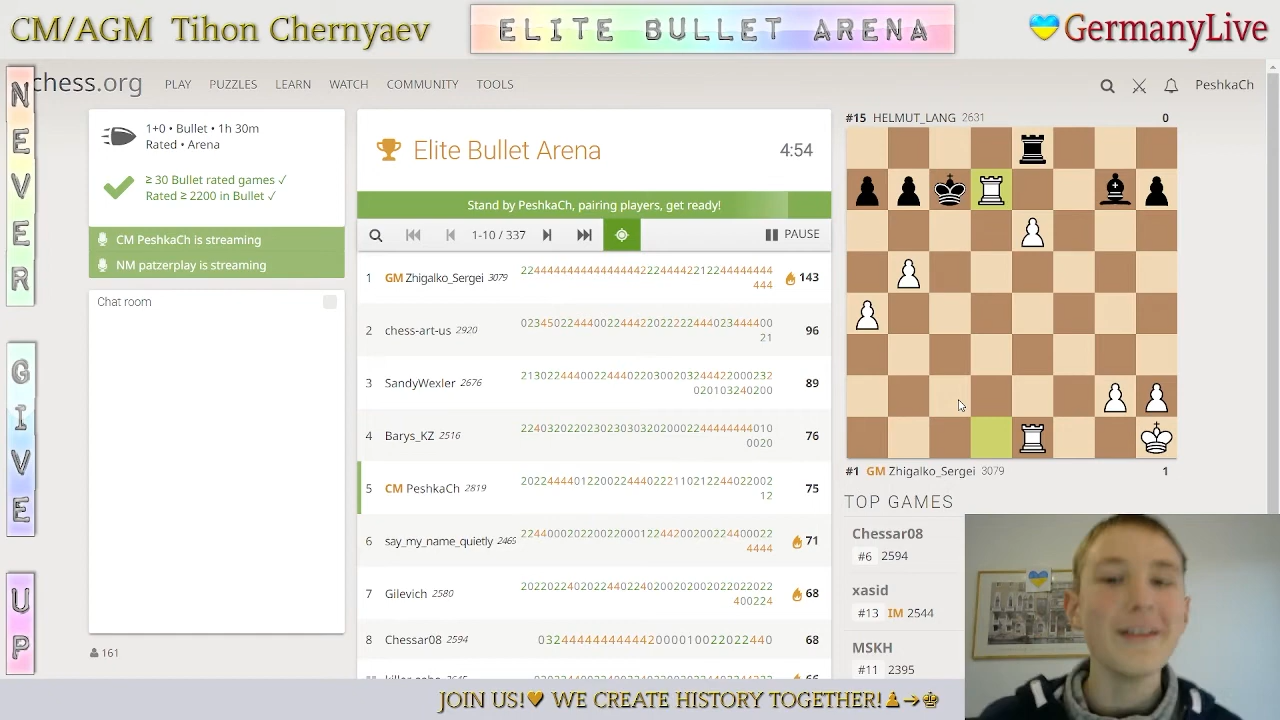 CM/AGM Tihon Chernyaev
ELITE BULLET ARENA
GermanyLive
NEVER
GIVE
UP
chess.org
PLAY PUZZLES LEARN WATCH COMMUNITY TOOLS
PeshkaCh
1+0 • Bullet • 1h 30m
Rated • Arena
≥ 30 Bullet rated games ✓
Rated ≥ 2200 in Bullet ✓
CM PeshkaCh is streaming
NM patzerplay is streaming
Chat room
161
Elite Bullet Arena 4:54
Stand by PeshkaCh, pairing players, get ready!
1-10 / 337 PAUSE
1 GM Zhigalko_Sergei 3079 143
2 chess-art-us 2920 96
3 SandyWexler 2676 89
4 Barys_KZ 2516 76
5 CM PeshkaCh 2819 75
6 say_my_name_quietly 2465 71
7 Gilevich 2580 68
8 Chessar08 2594 68
#15 HELMUT_LANG 2631 0
#1 GM Zhigalko_Sergei 3079 1
TOP GAMES
Chessar08
#6 2594
xasid
#13 IM 2544
MSKH
#11 2395
JOIN US! WE CREATE HISTORY TOGETHER!